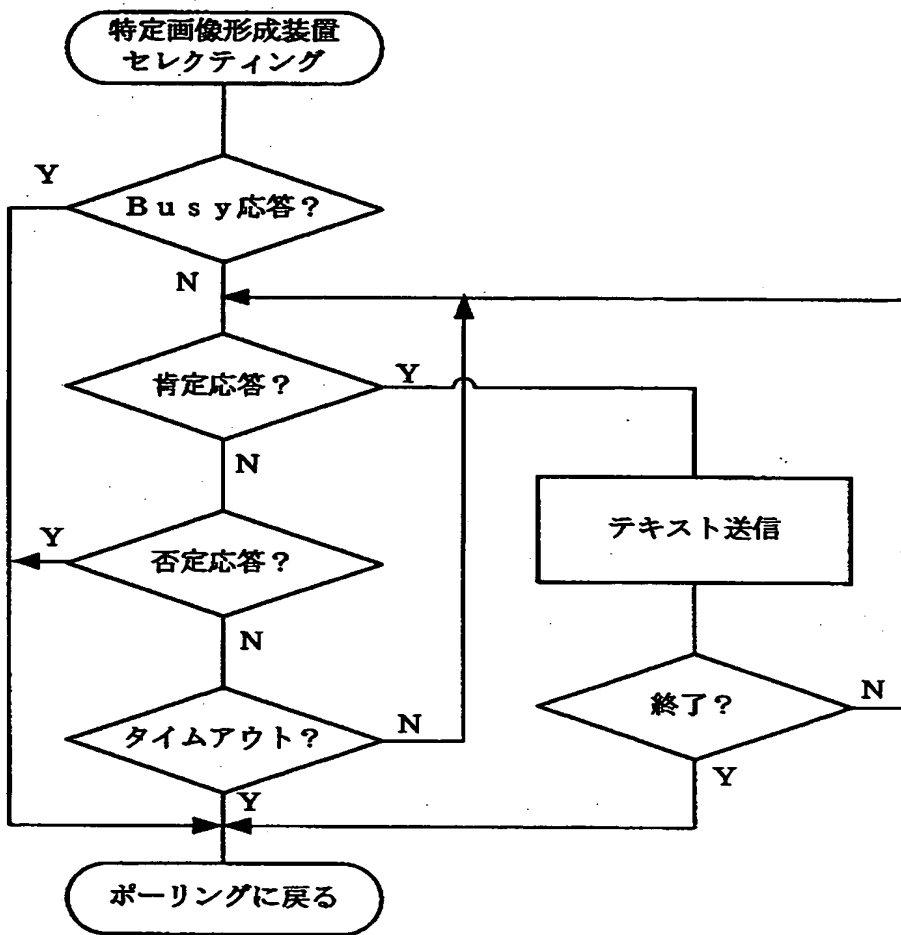 特定画像形成装置
セレクティング
Y
Ｂｕｓｙ応答？
N
肯定応答？
Y
N
テキスト送信
Y
否定応答？
N
終了？
N
タイムアウト？
N
Y
Y
ポーリングに戻る